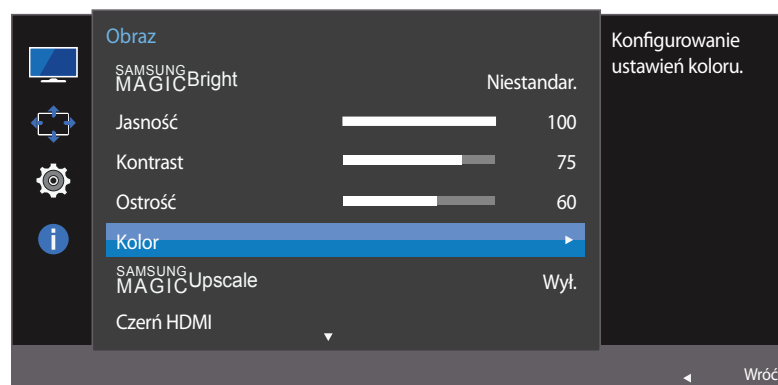 Obraz
SAMSUNG MAGIC Bright Niestandar.
Jasność 100
Kontrast 75
Ostrość 60
Kolor
SAMSUNG MAGIC Upscale Wył.
Czerń HDMI
Konfigurowanie
ustawień koloru.
Wróć